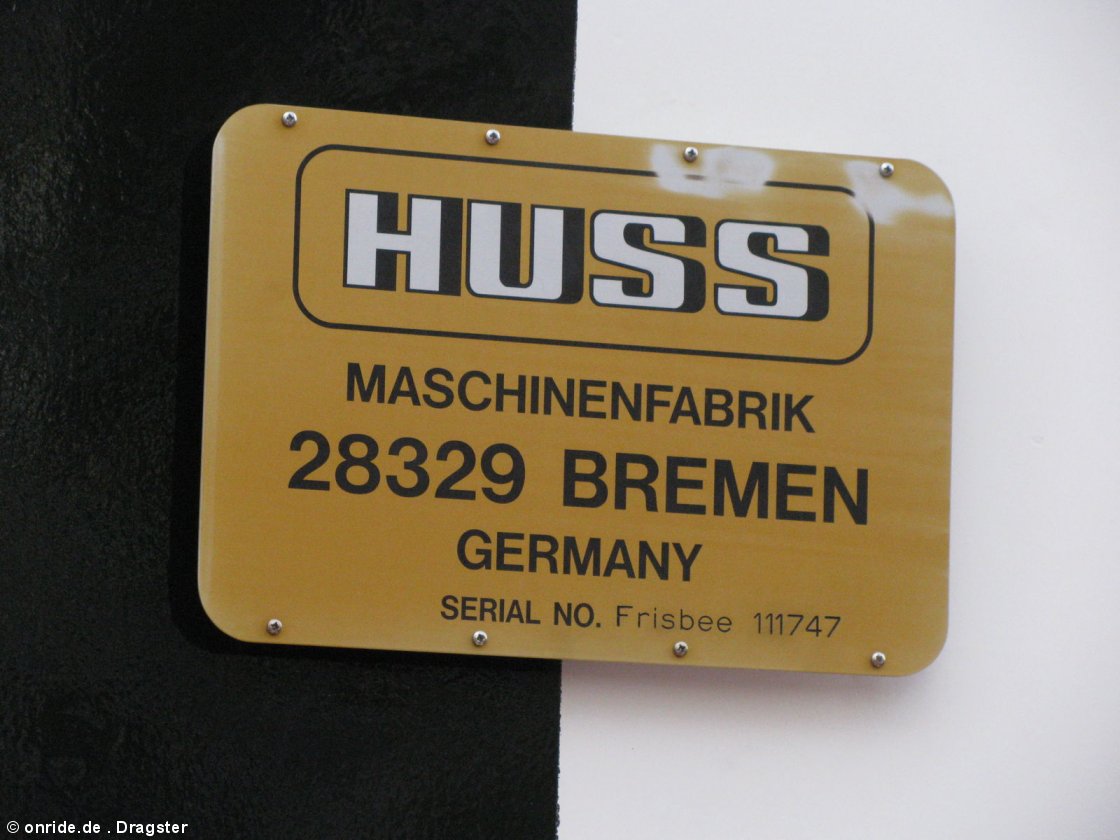 HUSS
MASCHINENFABRIK
28329 BREMEN
GERMANY
SERIAL NO. Frisbee 111747
© onride.de . Dragster